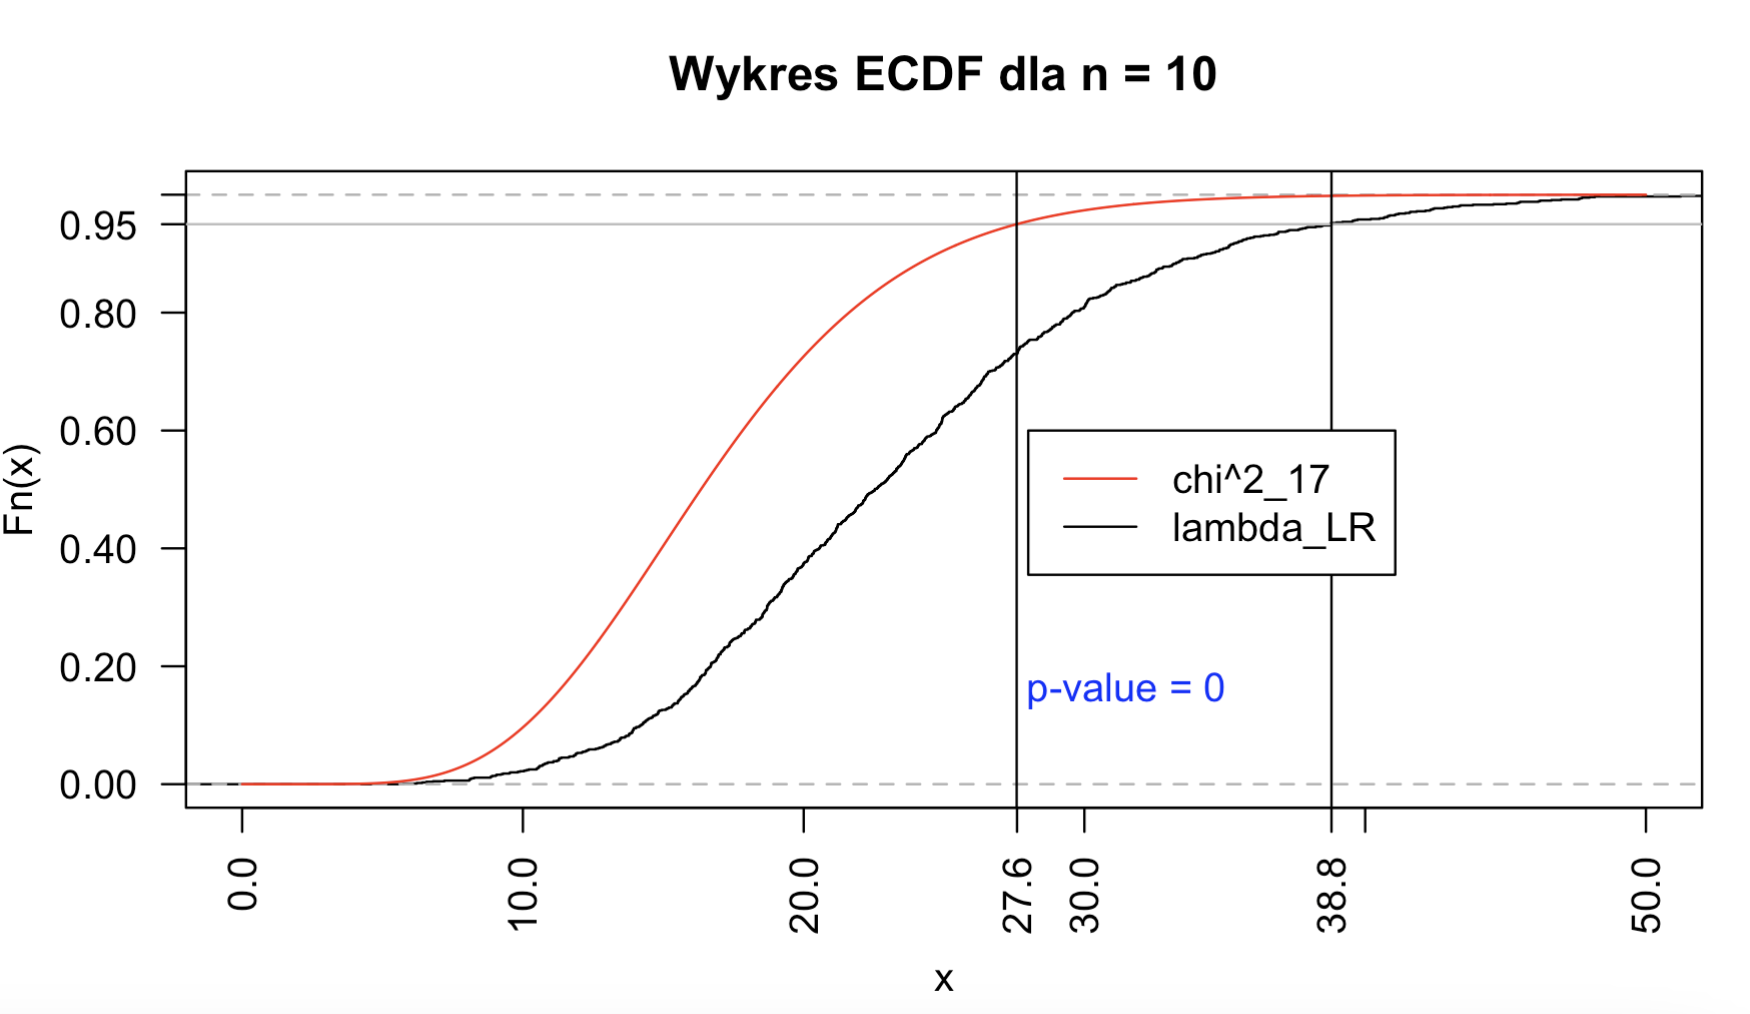 Wykres ECDF dla n = 10
Fn(x)
0.95
0.80
0.60
0.40
0.20
0.00
chi^2_17
lambda_LR
p-value = 0
0.0
10.0
20.0
27.6
30.0
38.8
50.0
x